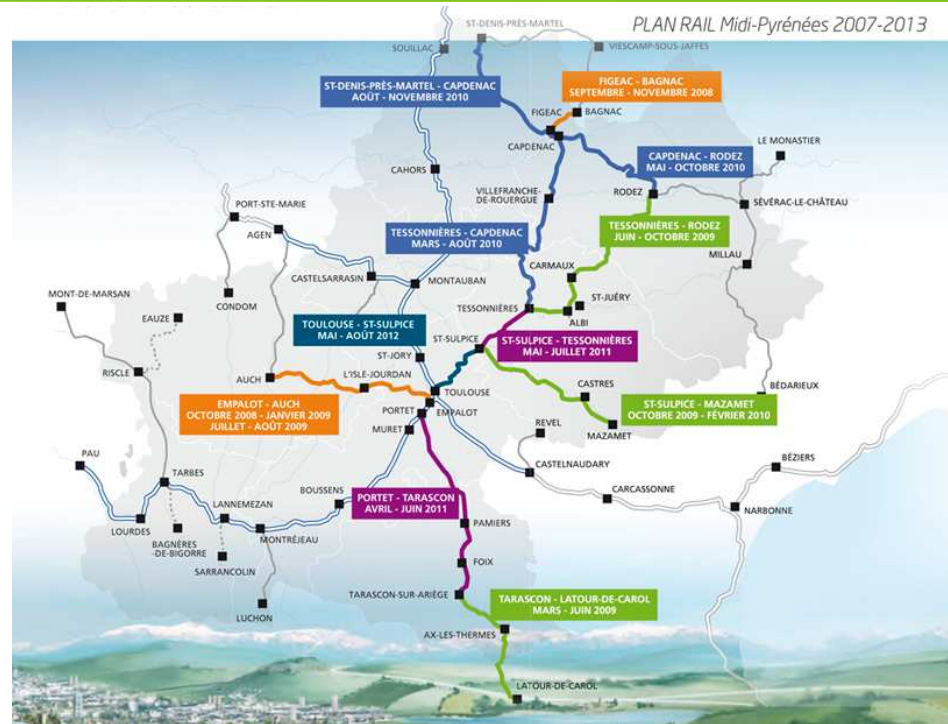 PLAN RAIL Midi-Pyrénées 2007-2013
ST-DENIS-PRÈS-MARTEL
SOUILLAC
VIESCAMP-SOUS-JAFFES
ST-DENIS-PRÈS-MARTEL - CAPDENAC
AOÛT - NOVEMBRE 2010
FIGEAC - BAGNAC
SEPTEMBRE - NOVEMBRE 2008
FIGEAC
BAGNAC
CAPDENAC
LE MONASTIER
CAPDENAC - RODEZ
MAI - OCTOBRE 2010
CAHORS
VILLEFRANCHE-
DE-ROUERGUE
RODEZ
SÉVÉRAC-LE-CHÂTEAU
PORT-STE-MARIE
AGEN
TESSONNIÈRES - CAPDENAC
MARS - AOÛT 2010
TESSONNIÈRES - RODEZ
JUIN - OCTOBRE 2009
MILLAU
CASTELSARRASIN
MONTAUBAN
CARMAUX
MONT-DE-MARSAN
CONDOM
ST-JUÉRY
EAUZE
TESSONNIÈRES
ALBI
TOULOUSE - ST-SULPICE
MAI - AOÛT 2012
ST-SULPICE
ST-SULPICE - TESSONNIÈRES
MAI - JUILLET 2011
ST-JORY
RISCLE
AUCH
L'ISLE-JOURDAN
TOULOUSE
CASTRES
BÉDARIEUX
EMPALOT - AUCH
OCTOBRE 2008 - JANVIER 2009
JUILLET - AOÛT 2009
PORTET
EMPALOT
ST-SULPICE - MAZAMET
OCTOBRE 2009 - FÉVRIER 2010
MURET
REVEL
MAZAMET
PAU
TARBES
CASTELNAUDARY
BÉZIERS
LANNEMEZAN
BOUSSENS
PORTET - TARASCON
AVRIL - JUIN 2011
CARCASSONNE
NARBONNE
LOURDES
BAGNÈRES
-DE-BIGORRE
MONTRÉJEAU
PAMIERS
SARRANCOLIN
FOIX
LUCHON
TARASCON-SUR-ARIÈGE
TARASCON - LATOUR-DE-CAROL
MARS - JUIN 2009
AX-LES-THERMES
LATOUR-DE-CAROL